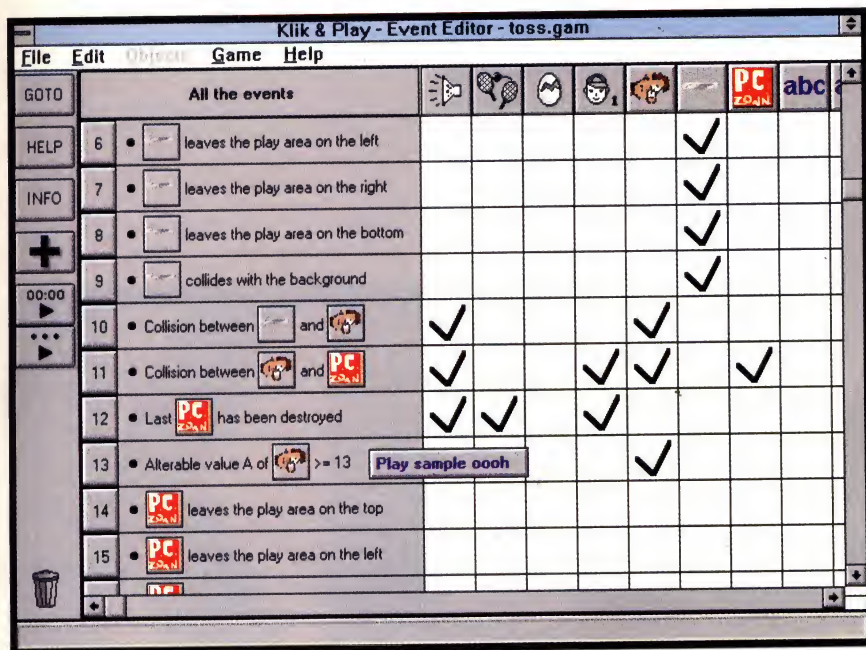 Klik & Play - Event Editor - toss.gam
File Edit Objects Game Help
GOTO All the events 1 PC ZONE abc a
HELP 6 • leaves the play area on the left
INFO 7 • leaves the play area on the right
8 • leaves the play area on the bottom
9 • collides with the background
00:00 10 • Collision between and
11 • Collision between and PC ZONE
12 • Last PC ZONE has been destroyed
13 • Alterable value A of >= 13 Play sample oooh
14 • PC ZONE leaves the play area on the top
15 • PC ZONE leaves the play area on the left